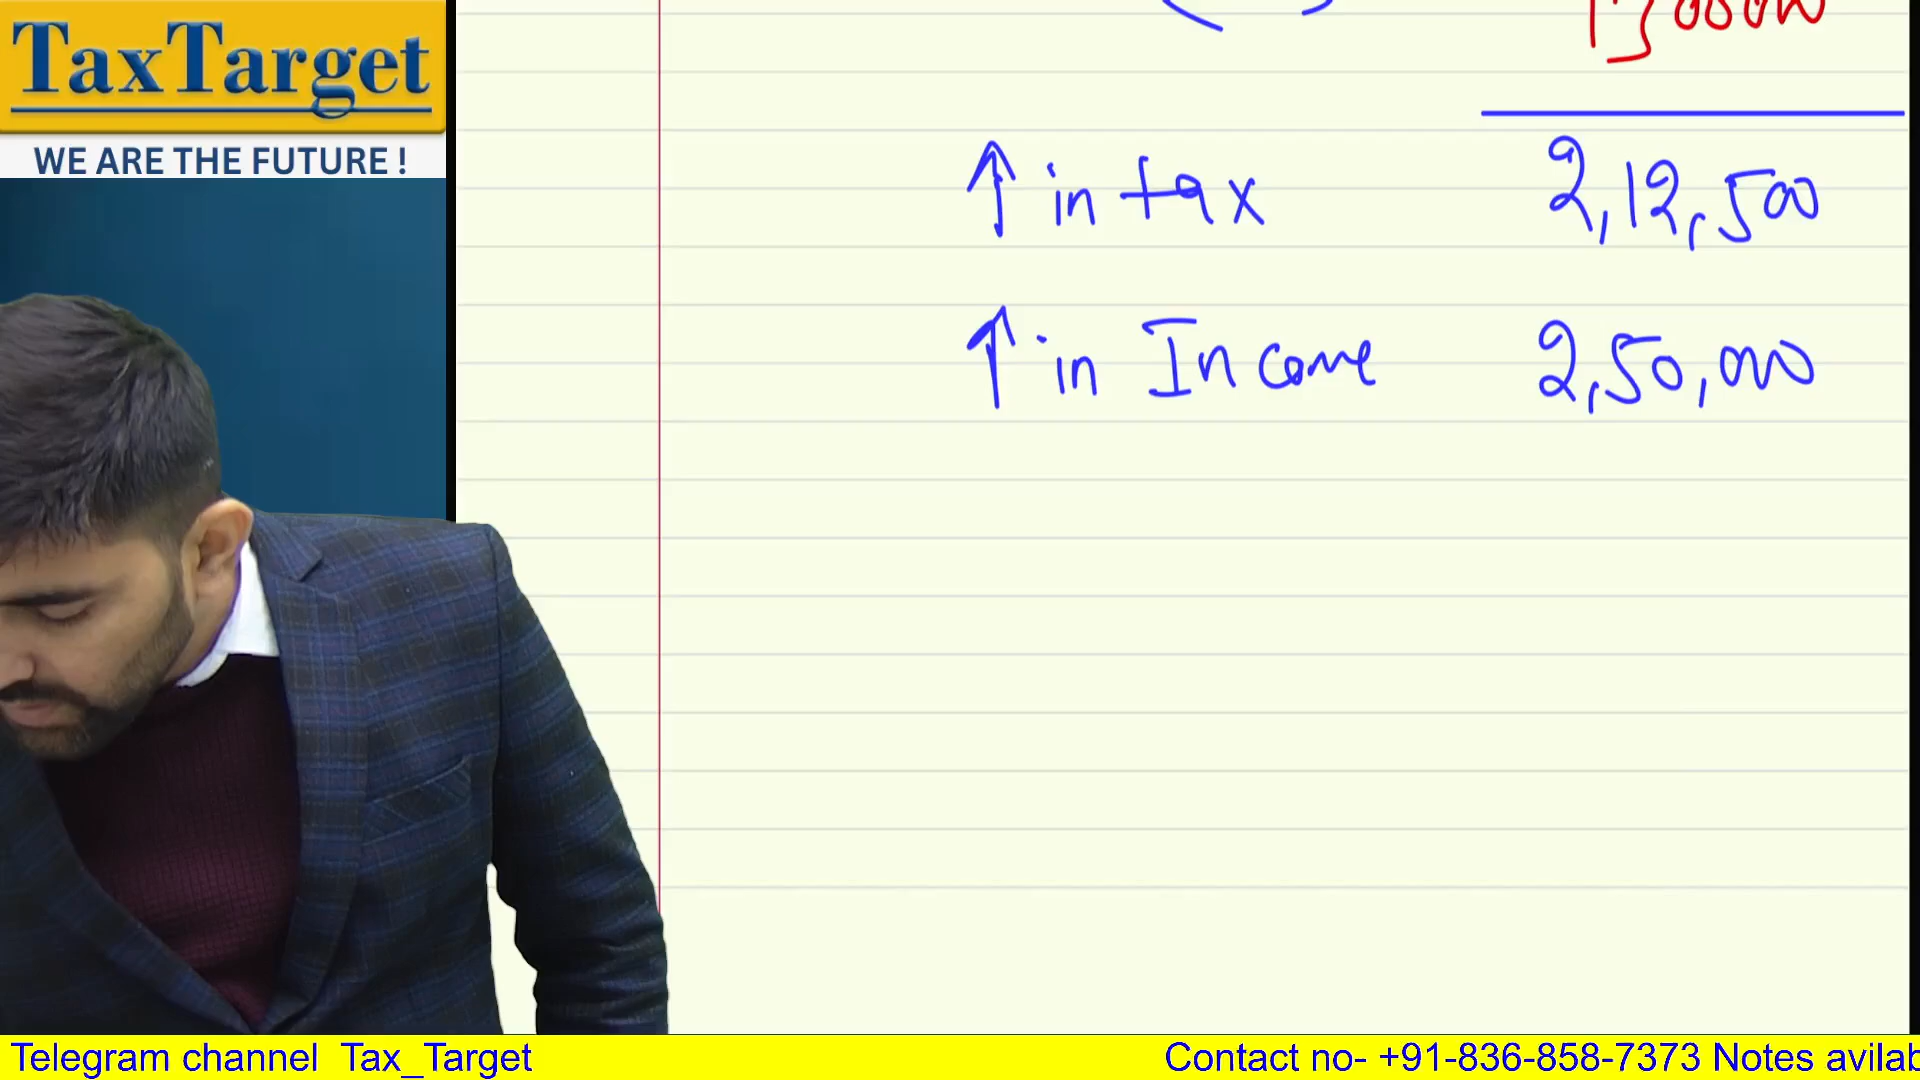 TaxTarget
WE ARE THE FUTURE !
↑ in tax 2,12,500
↑ in Income 2,50,000
Telegram channel Tax_Target
Contact no- +91-836-858-7373 Notes avilab